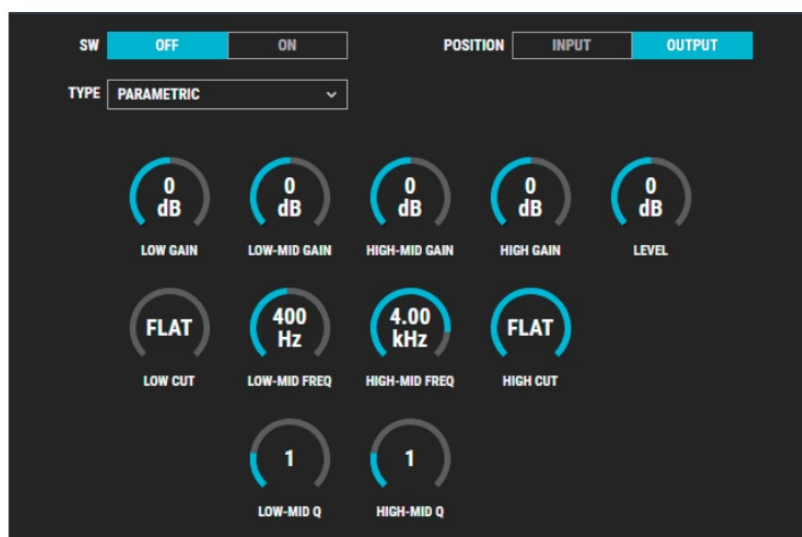 SW OFF ON POSITION INPUT OUTPUT
TYPE PARAMETRIC
0 0 0 0 0
dB dB dB dB dB
LOW GAIN LOW-MID GAIN HIGH-MID GAIN HIGH GAIN LEVEL
FLAT 400 Hz 4.00 kHz FLAT
LOW CUT LOW-MID FREQ HIGH-MID FREQ HIGH CUT
1 1
LOW-MID Q HIGH-MID Q